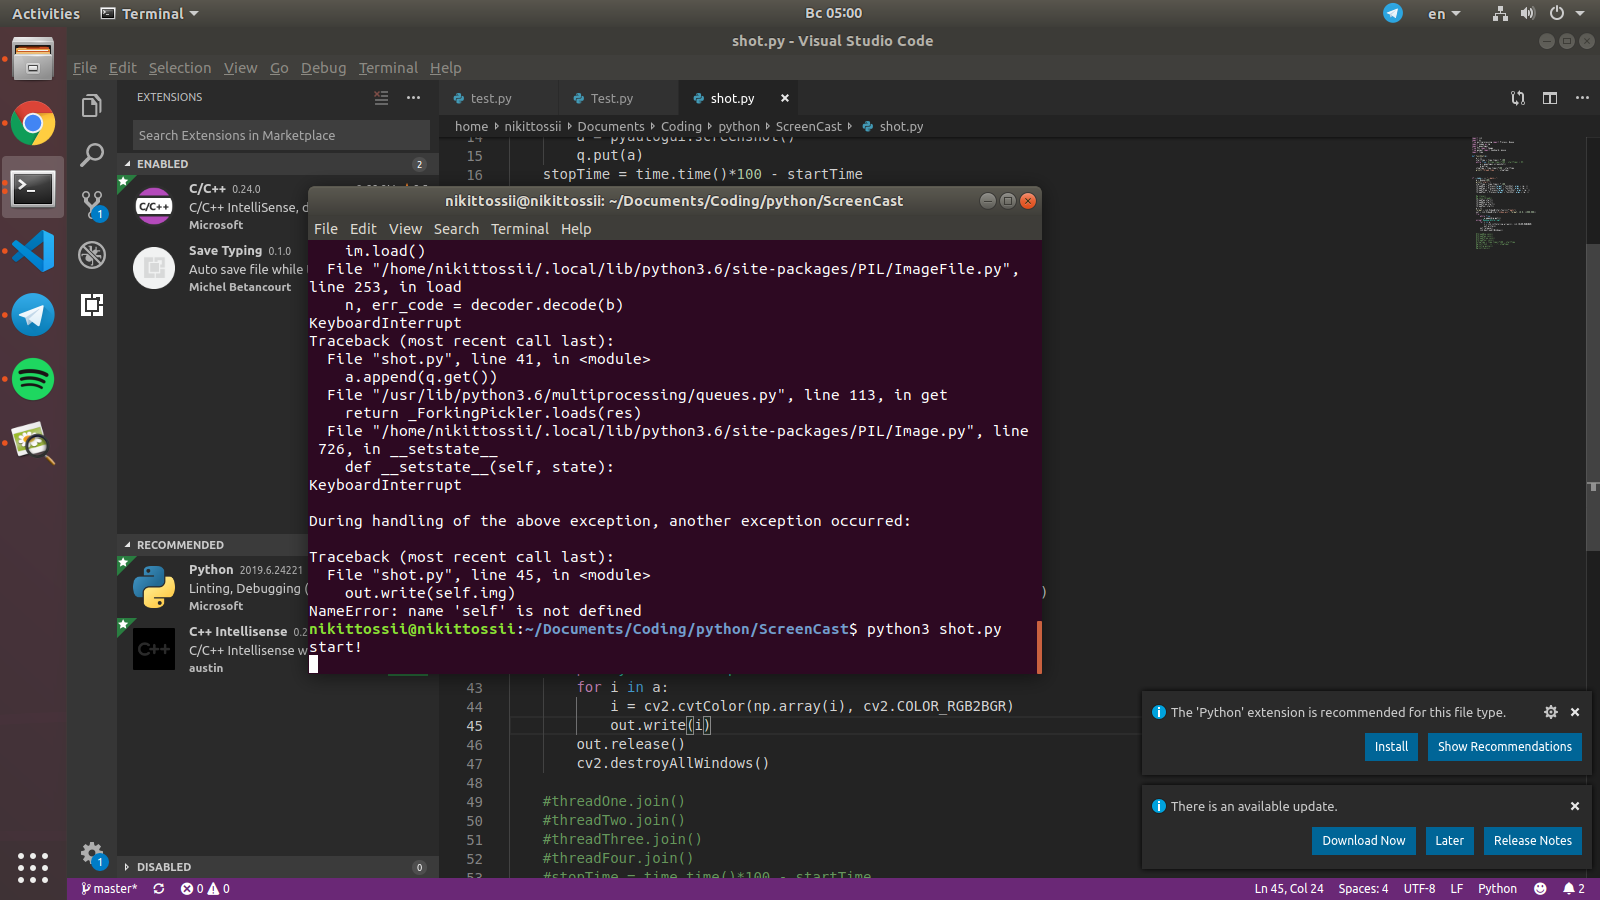 Activities
Terminal
Вс 05:00
en
shot.py - Visual Studio Code
File Edit Selection View Go Debug Terminal Help
EXTENSIONS
Search Extensions in Marketplace
ENABLED
2
C/C++ 0.24.0
C/C++ IntelliSense, d
Microsoft
C/C++
Save Typing 0.1.0
Auto save file while
Michel Betancourt
RECOMMENDED
Python 2019.6.24221
Linting, Debugging (
Microsoft
C++ Intellisense 0.2
C/C++ Intellisense w
austin
C++
DISABLED
0
1
1
test.py
Test.py
shot.py
home nikittossii Documents Coding python ScreenCast shot.py
14 a = pyautogui.screenshot()
15 q.put(a)
16 stopTime = time.time()*100 - startTime
nikittossii@nikittossii: ~/Documents/Coding/python/ScreenCast
File Edit View Search Terminal Help
im.load()
File "/home/nikittossii/.local/lib/python3.6/site-packages/PIL/ImageFile.py",
line 253, in load
n, err_code = decoder.decode(b)
KeyboardInterrupt
Traceback (most recent call last):
File "shot.py", line 41, in <module>
a.append(q.get())
File "/usr/lib/python3.6/multiprocessing/queues.py", line 113, in get
return _ForkingPickler.loads(res)
File "/home/nikittossii/.local/lib/python3.6/site-packages/PIL/Image.py", line
726, in __setstate__
def __setstate__(self, state):
KeyboardInterrupt
During handling of the above exception, another exception occurred:
Traceback (most recent call last):
File "shot.py", line 45, in <module>
out.write(self.img)
NameError: name 'self' is not defined
nikittossii@nikittossii:~/Documents/Coding/python/ScreenCast$ python3 shot.py
start!
)
43 for i in a:
44 i = cv2.cvtColor(np.array(i), cv2.COLOR_RGB2BGR)
45 out.write(i)
46 out.release()
47 cv2.destroyAllWindows()
48
49 #threadOne.join()
50 #threadTwo.join()
51 #threadThree.join()
52 #threadFour.join()
53 #stopTime = time.time()*100 - startTime
The 'Python' extension is recommended for this file type.
Install
Show Recommendations
There is an available update.
Download Now
Later
Release Notes
master*
0 0
Ln 45, Col 24
Spaces: 4
UTF-8
LF
Python
2